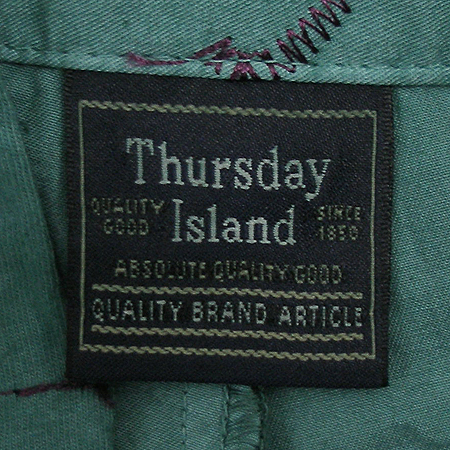 Thursday
Island
QUALITY
GOOD
SINCE
1850
ABSOLUTE QUALITY GOOD
QUALITY BRAND ARTICLE